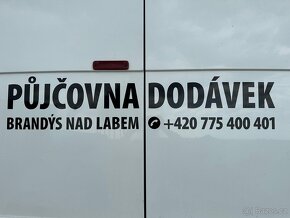 PŮJČOVNA DODÁVEK
BRANDÝS NAD LABEM ✆ +420 775 400 401